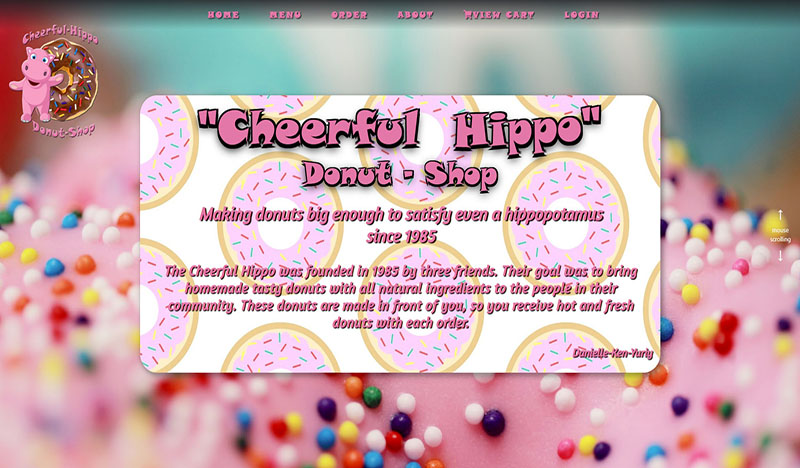 HOME MENU ORDER ABOUT VIEW CART LOGIN
Cheerful-Hippo
Donut-Shop
"Cheerful Hippo"
Donut - Shop
Making donuts big enough to satisfy even a hippopotamus
since 1985
The Cheerful Hippo was founded in 1985 by three friends. Their goal was to bring
homemade tasty donuts with all natural ingredients to the people in their
community. These donuts are made in front of you, so you receive hot and fresh
donuts with each order.
Danielle-Ken-Yuriy
mouse
scrolling